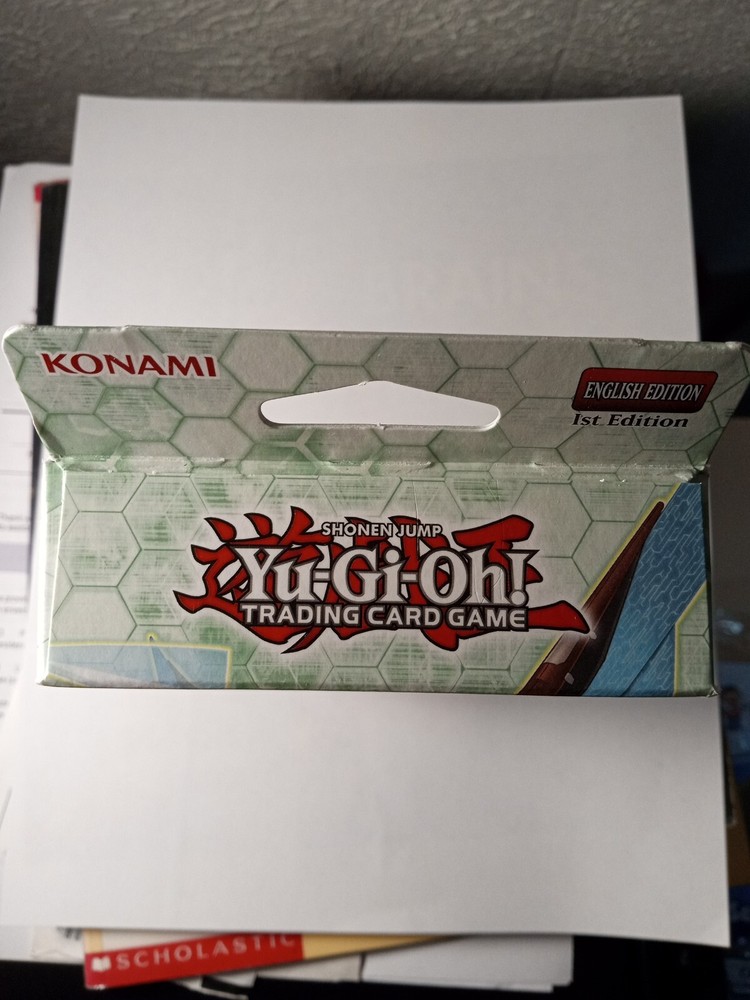 KONAMI
ENGLISH EDITION
1st Edition
SHONEN JUMP
Yu-Gi-Oh!
TRADING CARD GAME
SCHOLASTIC